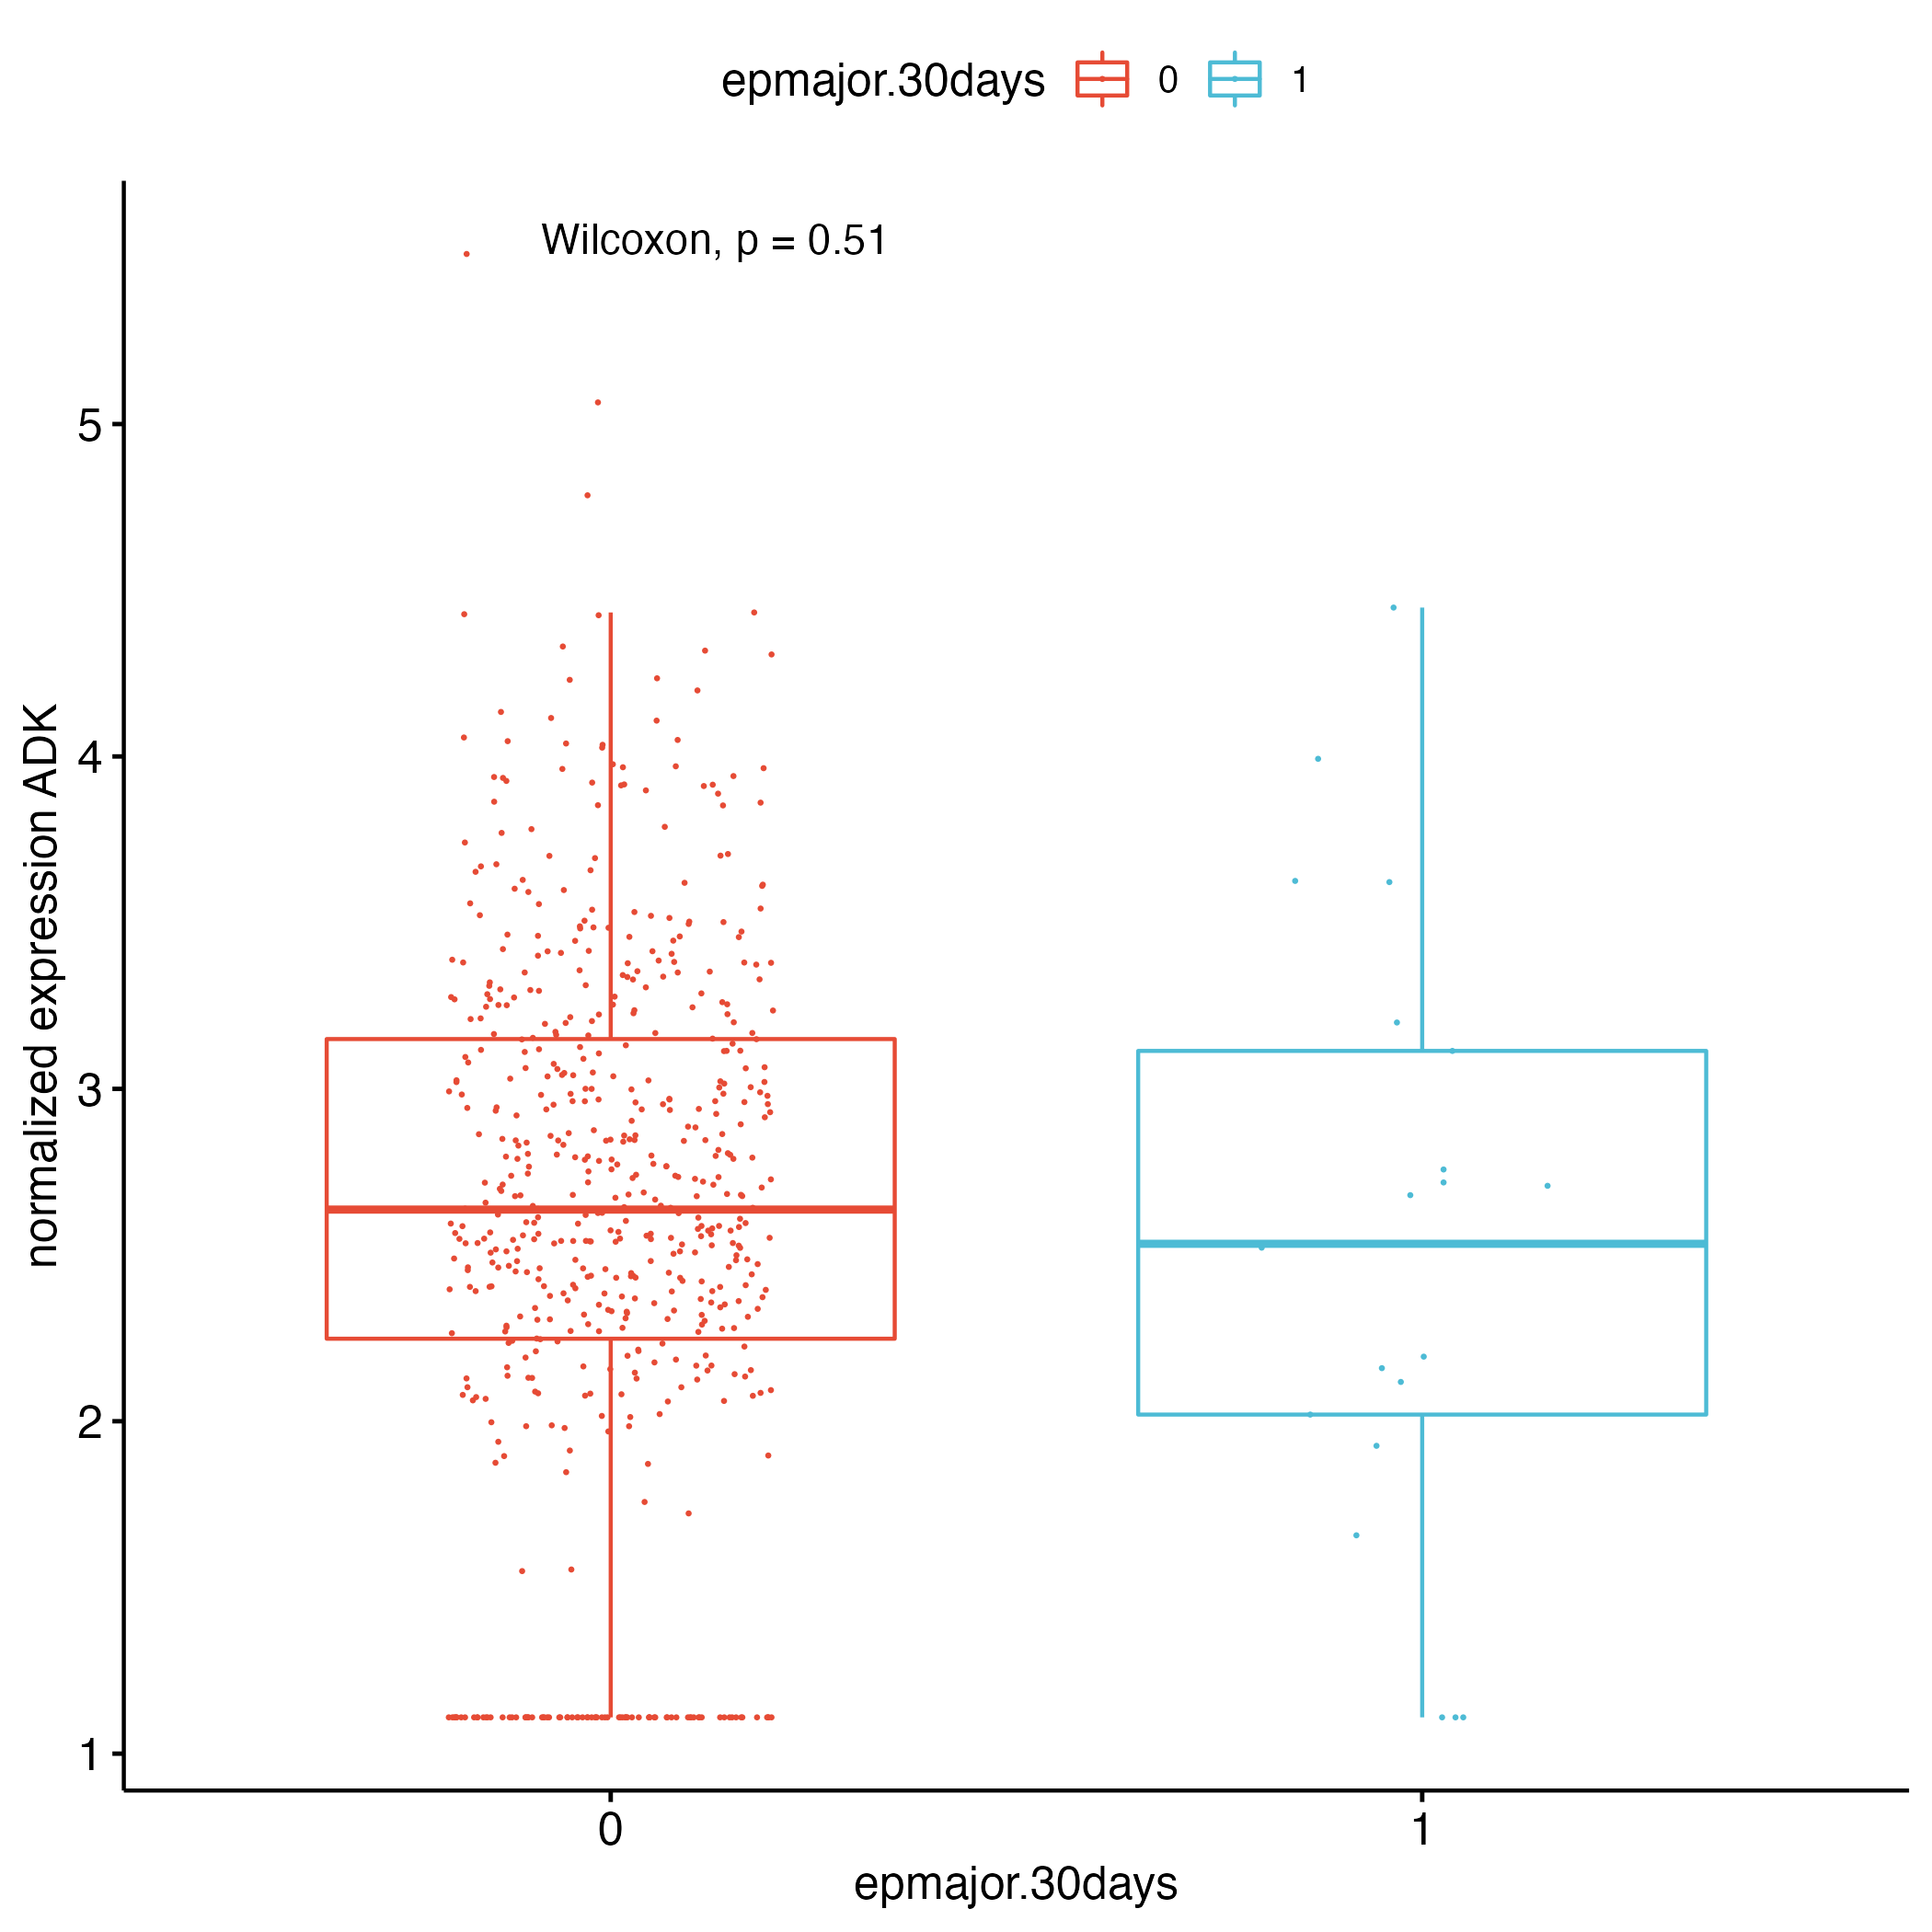 epmajor.30days 0 1
Wilcoxon, p = 0.51
normalized expression ADK
5
4
3
2
1
0 1
epmajor.30days